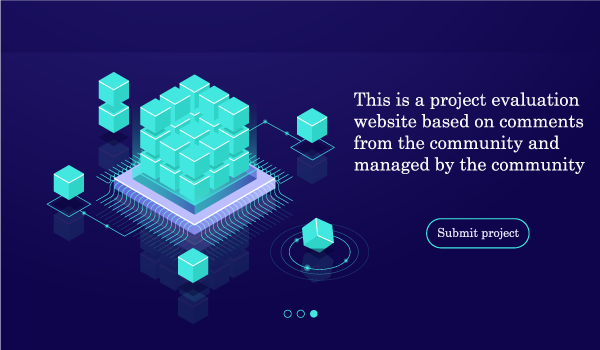 This is a project evaluation
website based on comments
from the community and
managed by the community
Submit project